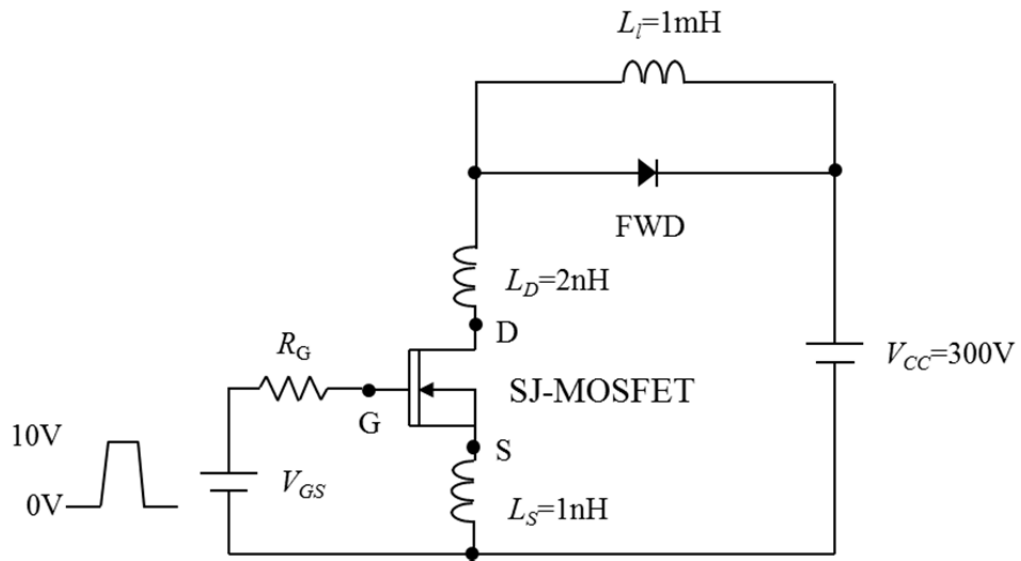 L_l=1mH
FWD
L_D=2nH
D
R_G
V_CC=300V
SJ-MOSFET
G
10V
S
V_GS
0V
L_S=1nH